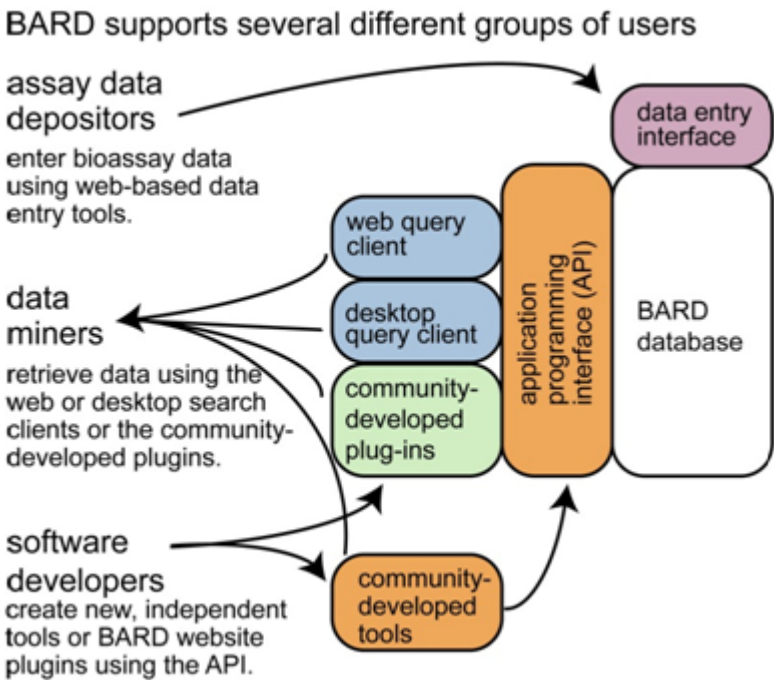 BARD supports several different groups of users
assay data
depositors
enter bioassay data
using web-based data
entry tools.
data entry
interface
web query
client
desktop
query client
community-
developed
plug-ins
application
programming
interface (API)
BARD
database
data
miners
retrieve data using the
web or desktop search
clients or the community-
developed plugins.
software
developers
create new, independent
tools or BARD website
plugins using the API.
community-
developed
tools